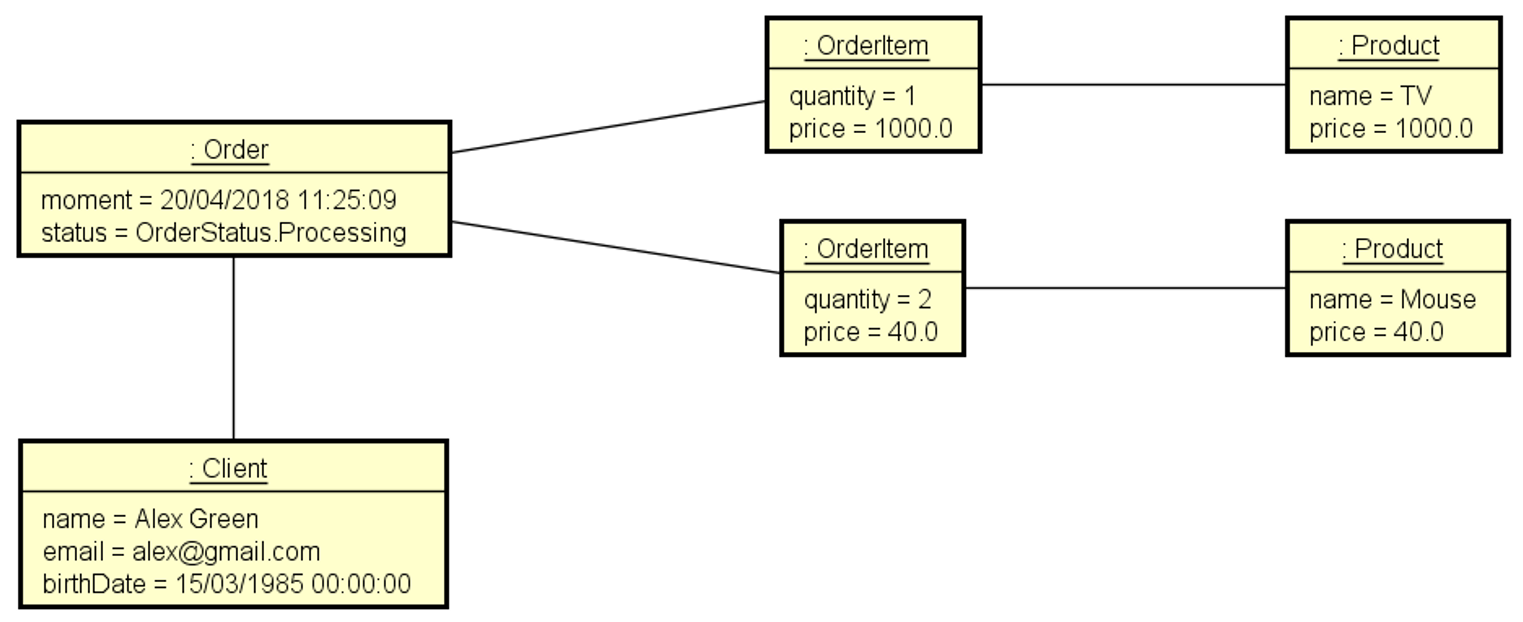 : Order
moment = 20/04/2018 11:25:09
status = OrderStatus.Processing
: OrderItem
quantity = 1
price = 1000.0
: Product
name = TV
price = 1000.0
: OrderItem
quantity = 2
price = 40.0
: Product
name = Mouse
price = 40.0
: Client
name = Alex Green
email = alex@gmail.com
birthDate = 15/03/1985 00:00:00